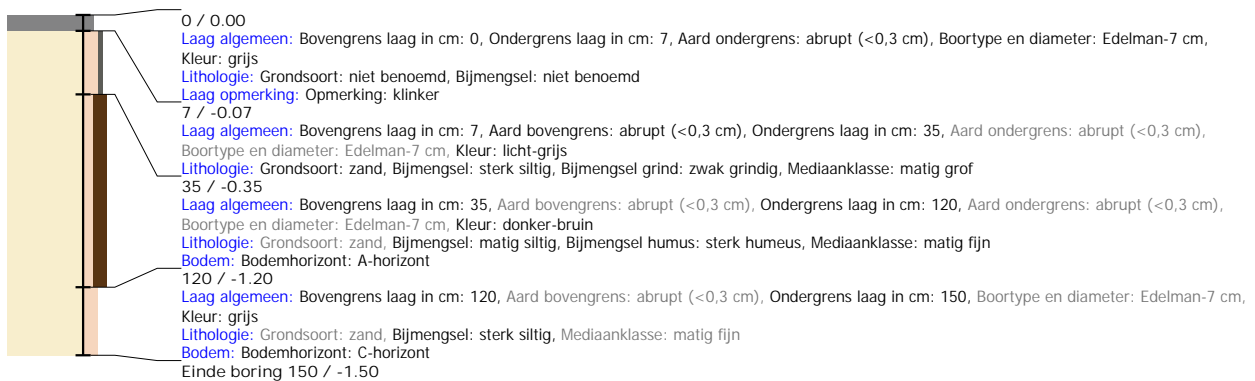 0 / 0.00
Laag algemeen: Bovengrens laag in cm: 0, Ondergrens laag in cm: 7, Aard ondergrens: abrupt (<0,3 cm), Boortype en diameter: Edelman-7 cm,
Kleur: grijs
Lithologie: Grondsoort: niet benoemd, Bijmengsel: niet benoemd
Laag opmerking: Opmerking: klinker
7 / -0.07
Laag algemeen: Bovengrens laag in cm: 7, Aard bovengrens: abrupt (<0,3 cm), Ondergrens laag in cm: 35, Aard ondergrens: abrupt (<0,3 cm),
Boortype en diameter: Edelman-7 cm, Kleur: licht-grijs
Lithologie: Grondsoort: zand, Bijmengsel: sterk siltig, Bijmengsel grind: zwak grindig, Mediaanklasse: matig grof
35 / -0.35
Laag algemeen: Bovengrens laag in cm: 35, Aard bovengrens: abrupt (<0,3 cm), Ondergrens laag in cm: 120, Aard ondergrens: abrupt (<0,3 cm),
Boortype en diameter: Edelman-7 cm, Kleur: donker-bruin
Lithologie: Grondsoort: zand, Bijmengsel: matig siltig, Bijmengsel humus: sterk humeus, Mediaanklasse: matig fijn
Bodem: Bodemhorizont: A-horizont
120 / -1.20
Laag algemeen: Bovengrens laag in cm: 120, Aard bovengrens: abrupt (<0,3 cm), Ondergrens laag in cm: 150, Boortype en diameter: Edelman-7 cm,
Kleur: grijs
Lithologie: Grondsoort: zand, Bijmengsel: sterk siltig, Mediaanklasse: matig fijn
Bodem: Bodemhorizont: C-horizont
Einde boring 150 / -1.50